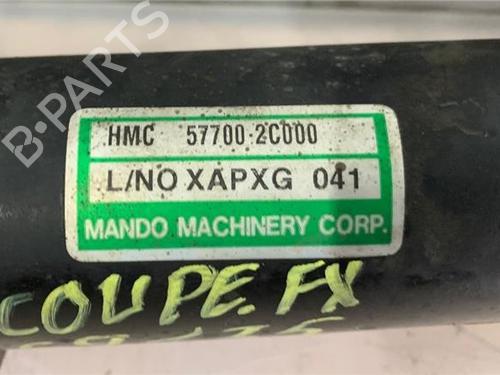 B-PARTS
HMC 57700-2C000
L/NO XAPXG 041
MANDO MACHINERY CORP.
COUPE.FX